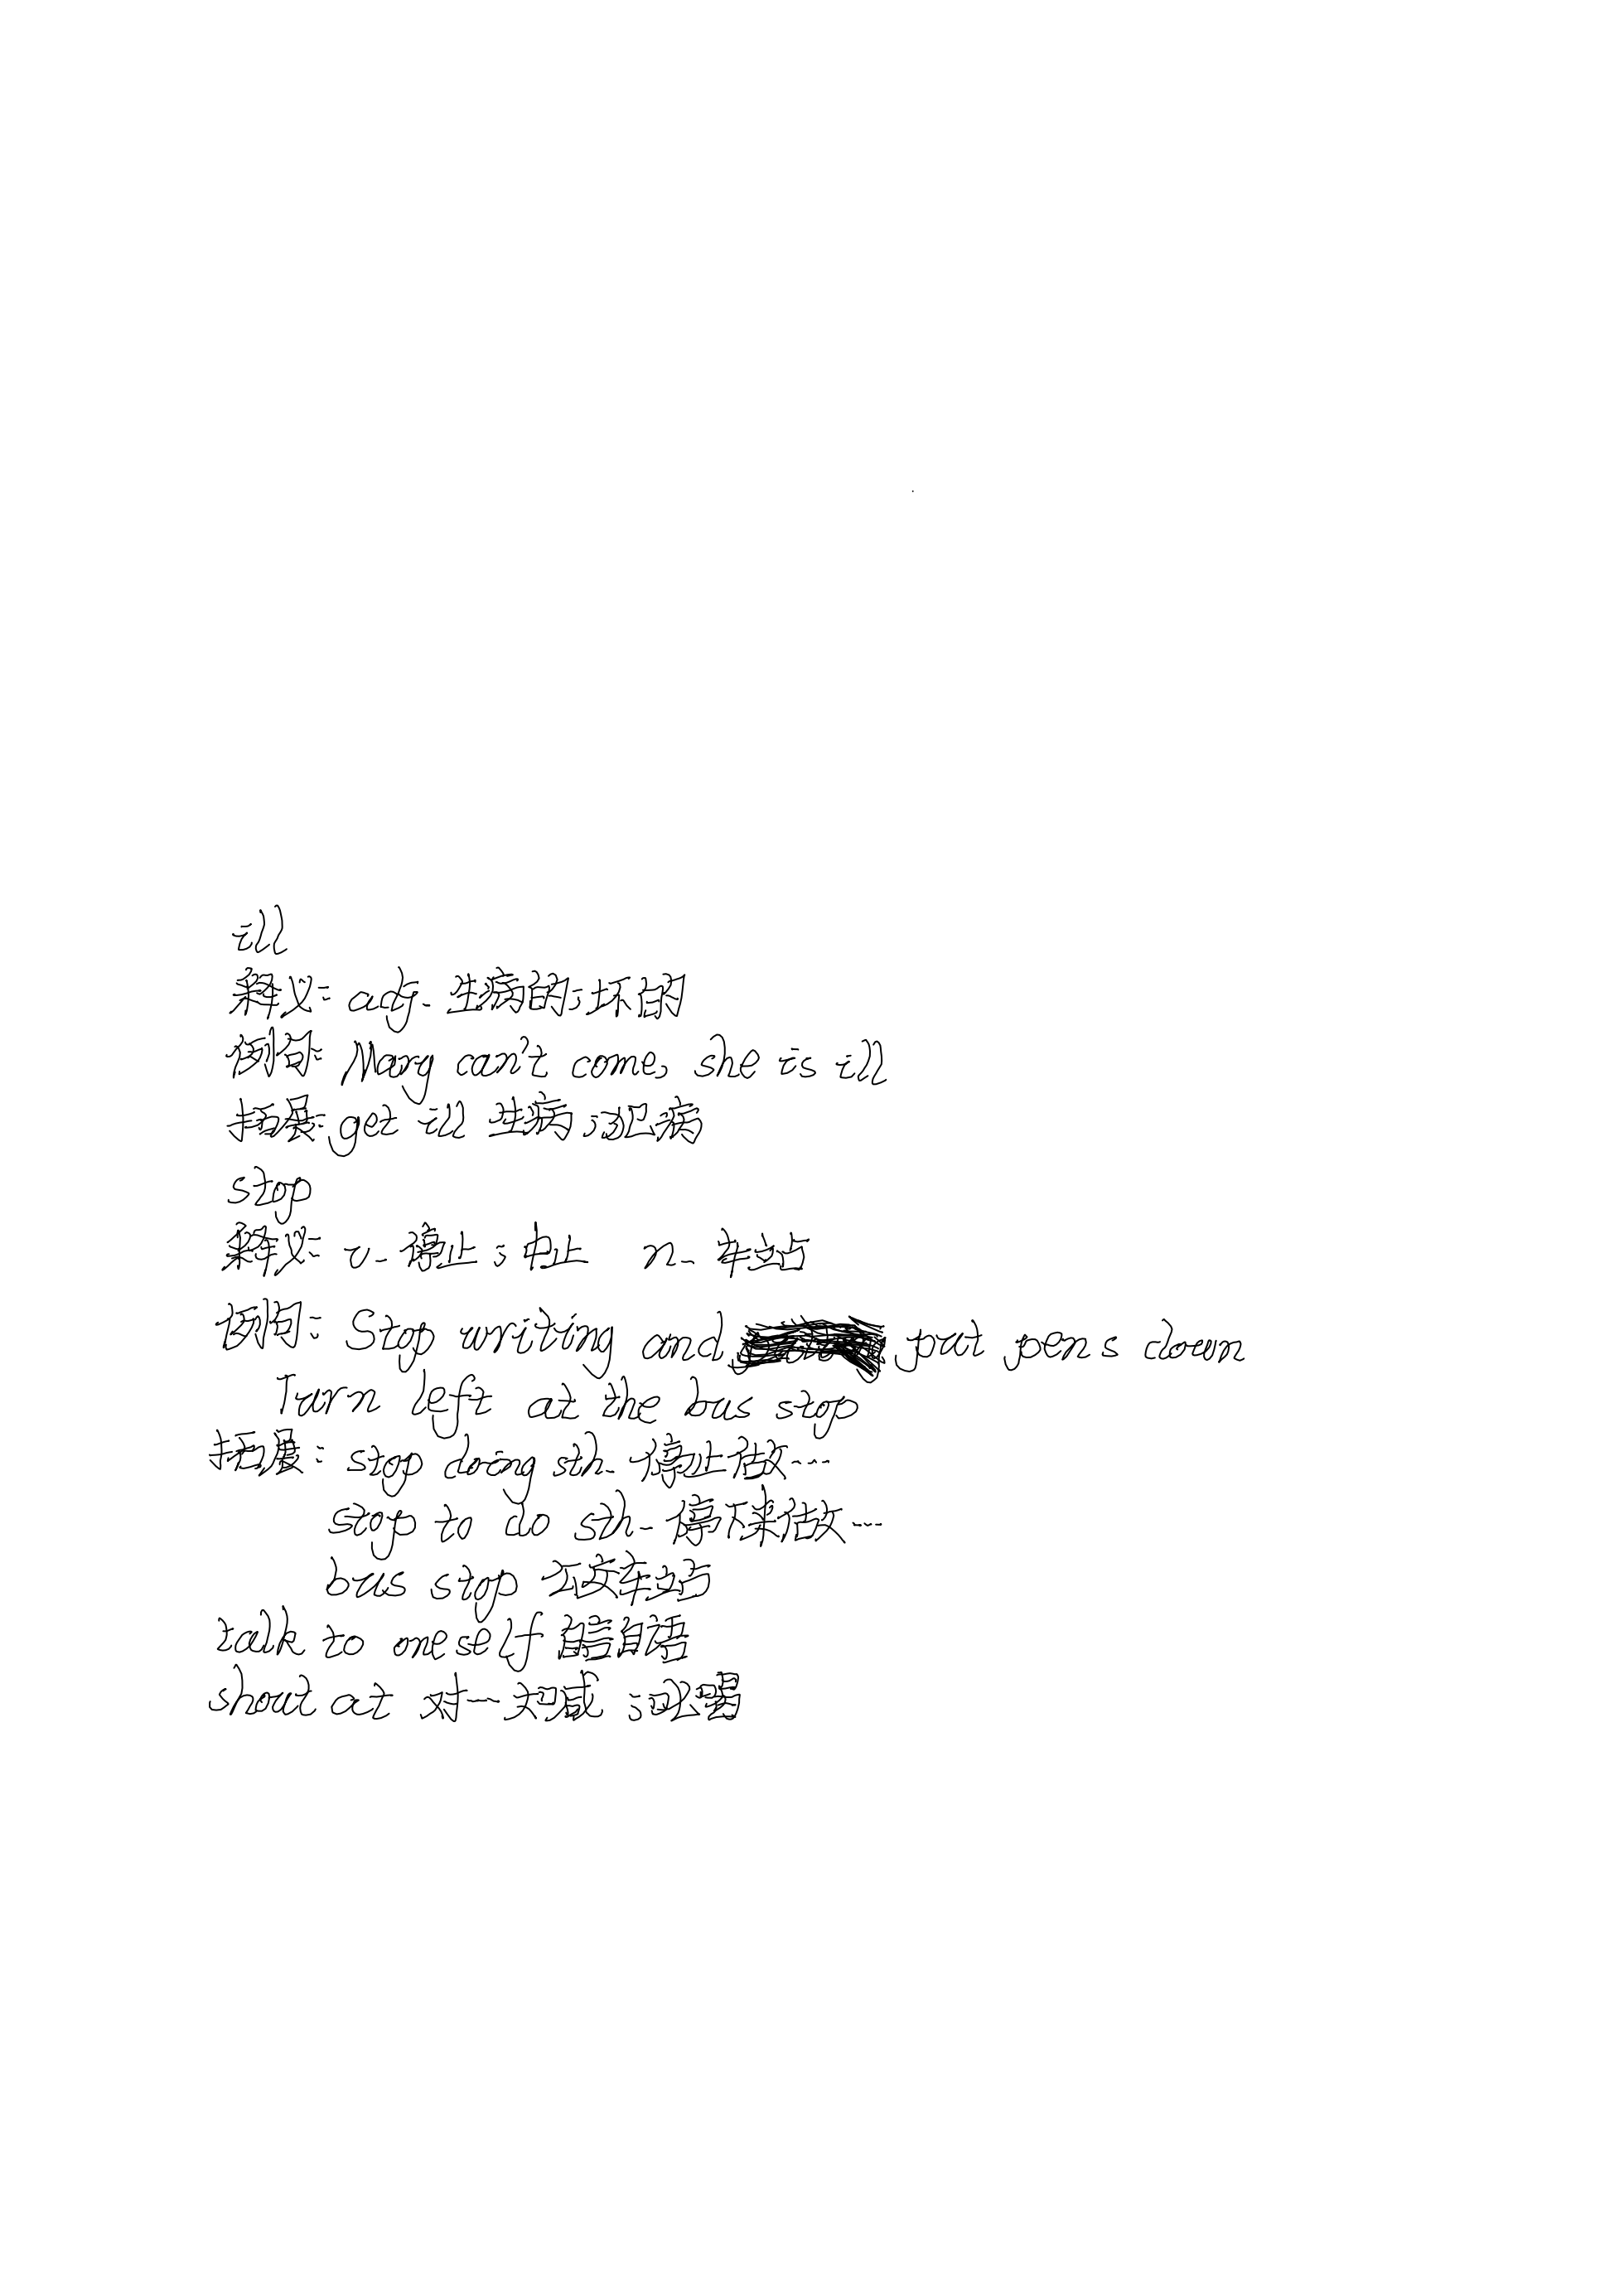 ill
释义: adj. 生病的;坏的
例句: Mary can't come, she is ill
拓展: get ill 生病;犯病
stop
释义: v. 停止;中止 n. 车站
例句: Stop writing and put pens down
Turn left at the bus stop
拓展: stop doing sth. 停止做…
stop to do sth. 停下来做…
bus stop 公交车站
talk to oneself 自言自语
shout at 对…大喊;吆喝